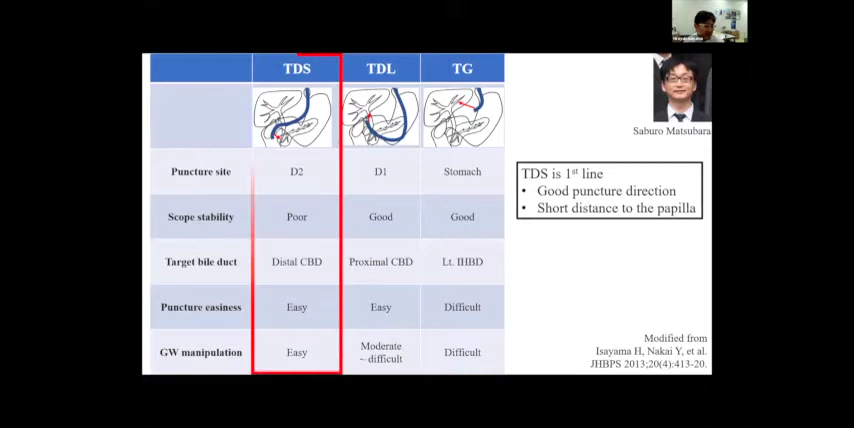 TDS TDL TG
Saburo Matsubara
Puncture site D2 D1 Stomach
Scope stability Poor Good Good
Target bile duct Distal CBD Proximal CBD Lt. IHBD
Puncture easiness Easy Easy Difficult
GW manipulation Easy Moderate ~difficult Difficult
TDS is 1st line
• Good puncture direction
• Short distance to the papilla
Modified from
Isayama H, Nakai Y, et al.
JHBPS 2013;20(4):413-20.